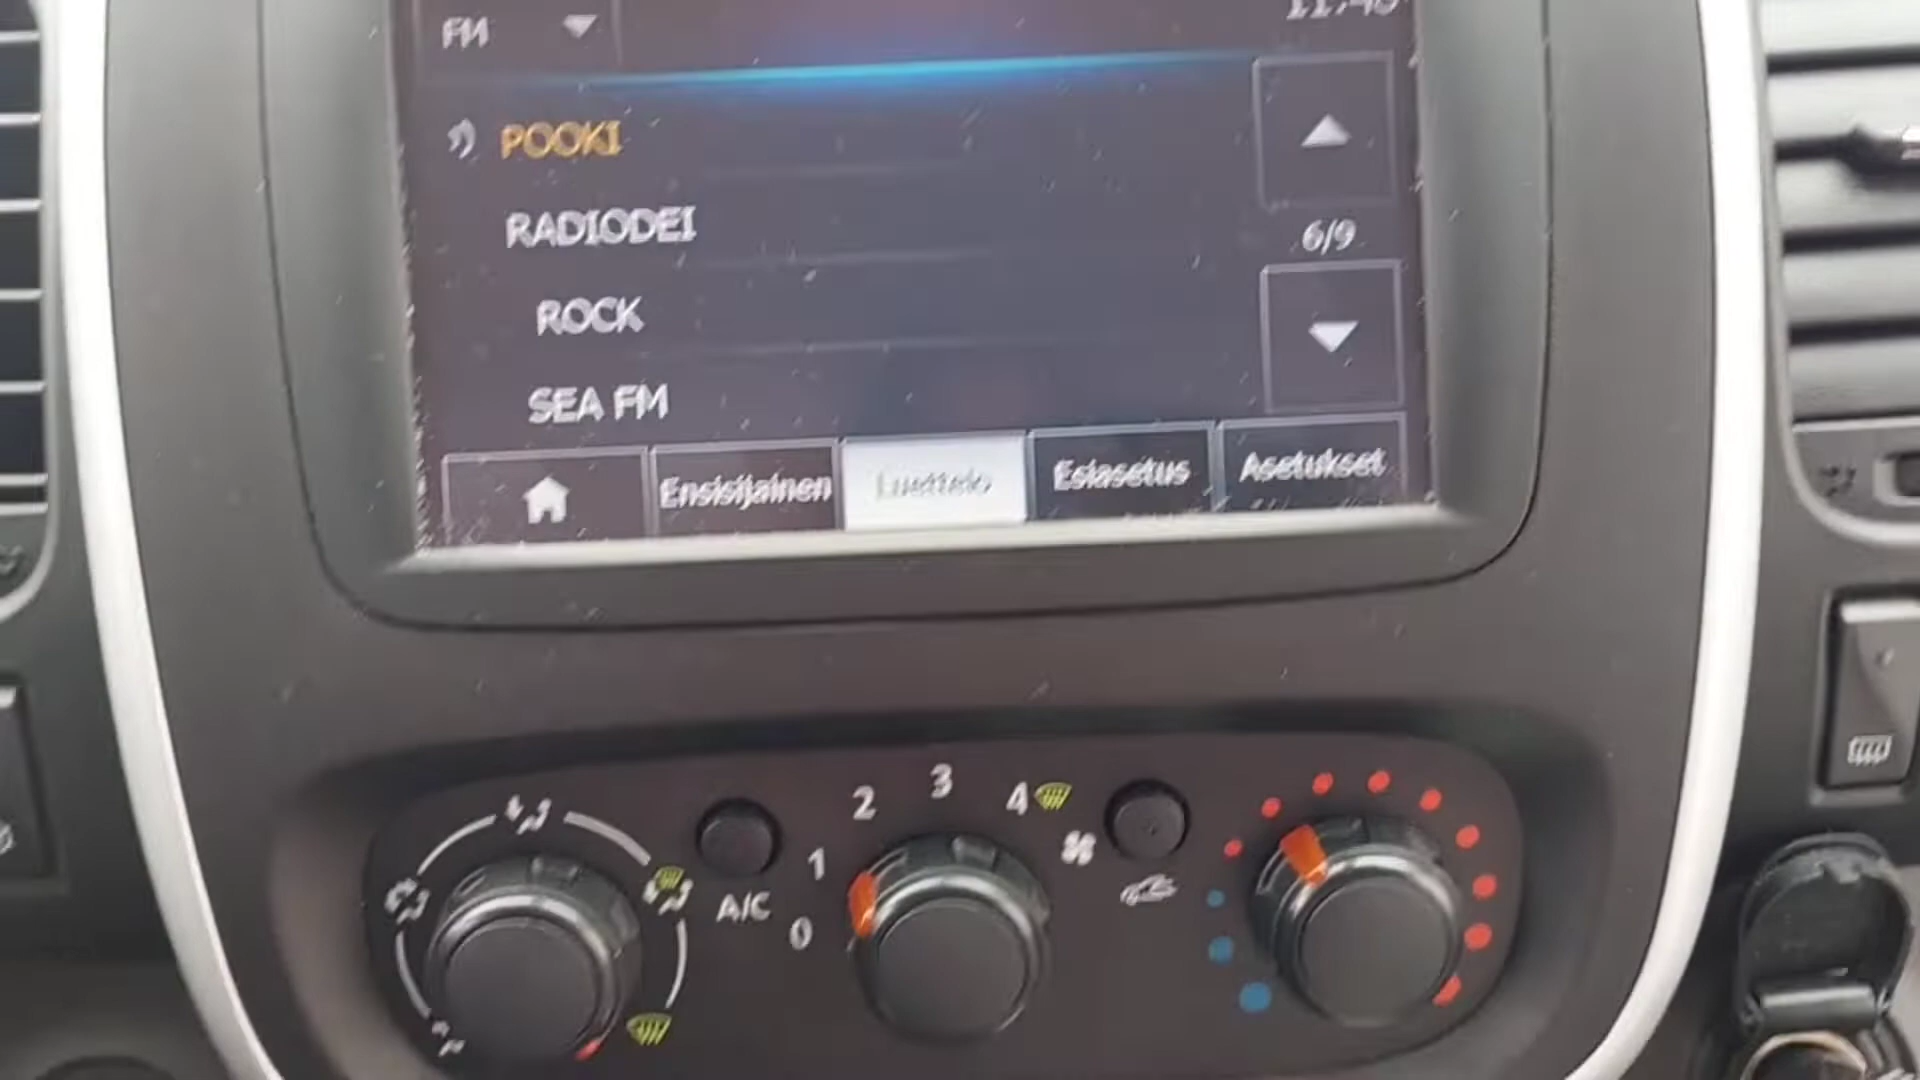 FM
POOKI
RADIODEI
6/9
ROCK
SEA FM
Ensisijainen
Luettelo
Esiasetus
Asetukset
0
1
2
3
4
A/C